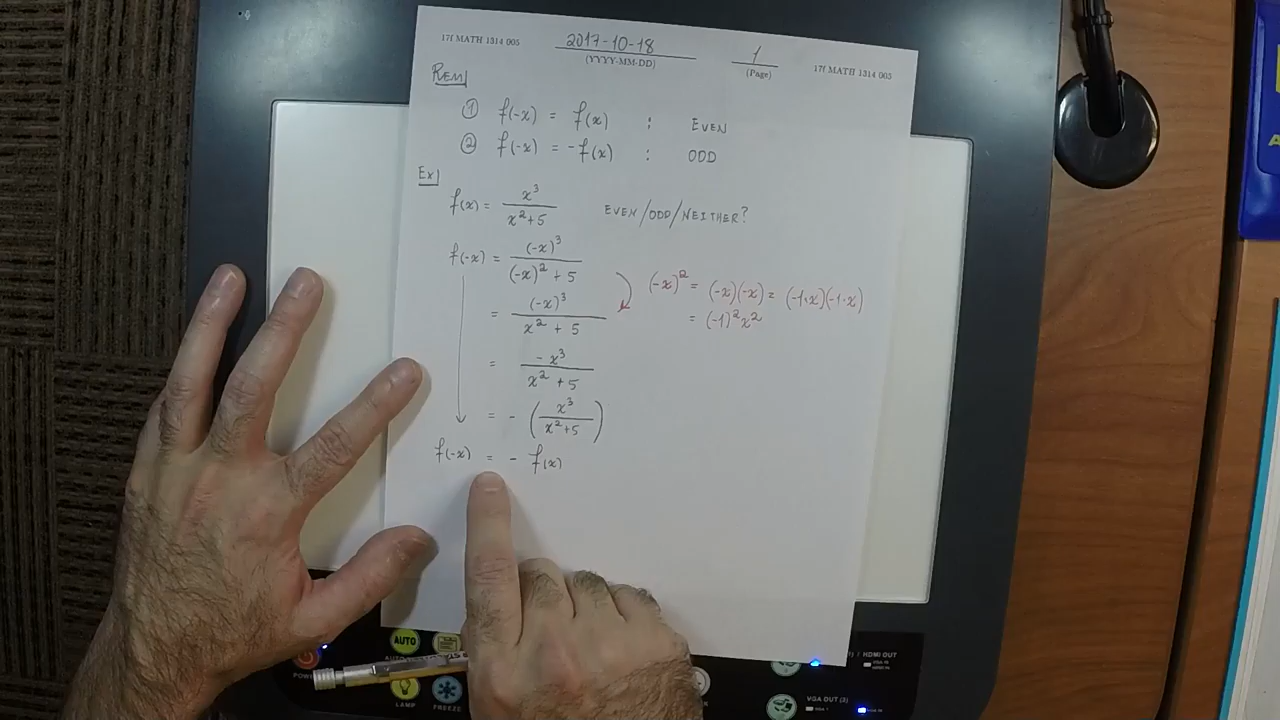 17f MATH 1314 005 2017-10-18 1 17f MATH 1314 005
(YYYY-MM-DD) (Page)
REM
① f(-x) = f(x) : EVEN
② f(-x) = -f(x) : ODD
Ex
f(x) = x³/(x²+5) EVEN/ODD/NEITHER?
f(-x) = (-x)³/((-x)² + 5)
(-x)² = (-x)(-x) = (-1·x)(-1·x)
= (-x)³/(x² + 5)
= (-1)²x²
= -x³/(x² + 5)
= - (x³/(x²+5))
f(-x) = - f(x)
AUTO
LAMP
FREEZE
HDMI OUT
VGA OUT (2)